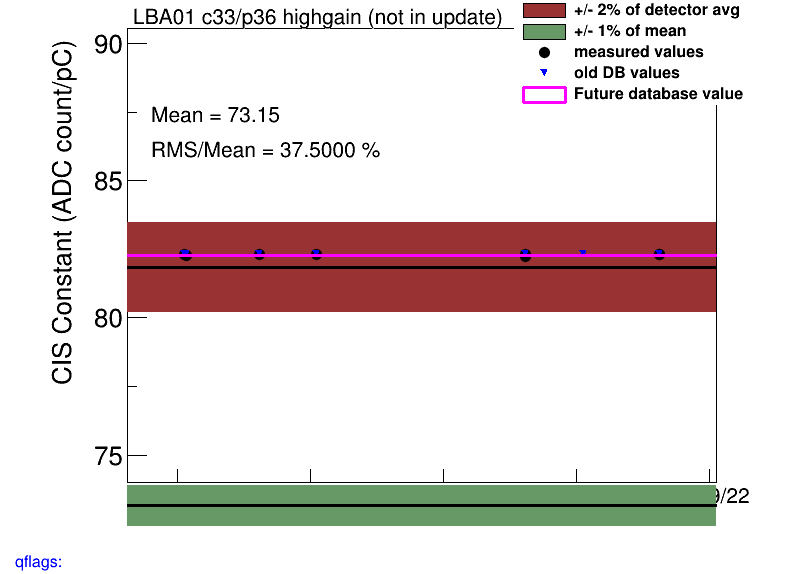 LBA01 c33/p36 highgain (not in update)
+/- 2% of detector avg
+/- 1% of mean
measured values
old DB values
Future database value
Mean = 73.15
RMS/Mean = 37.5000 %
CIS Constant (ADC count/pC)
90
85
80
75
/22
qflags: